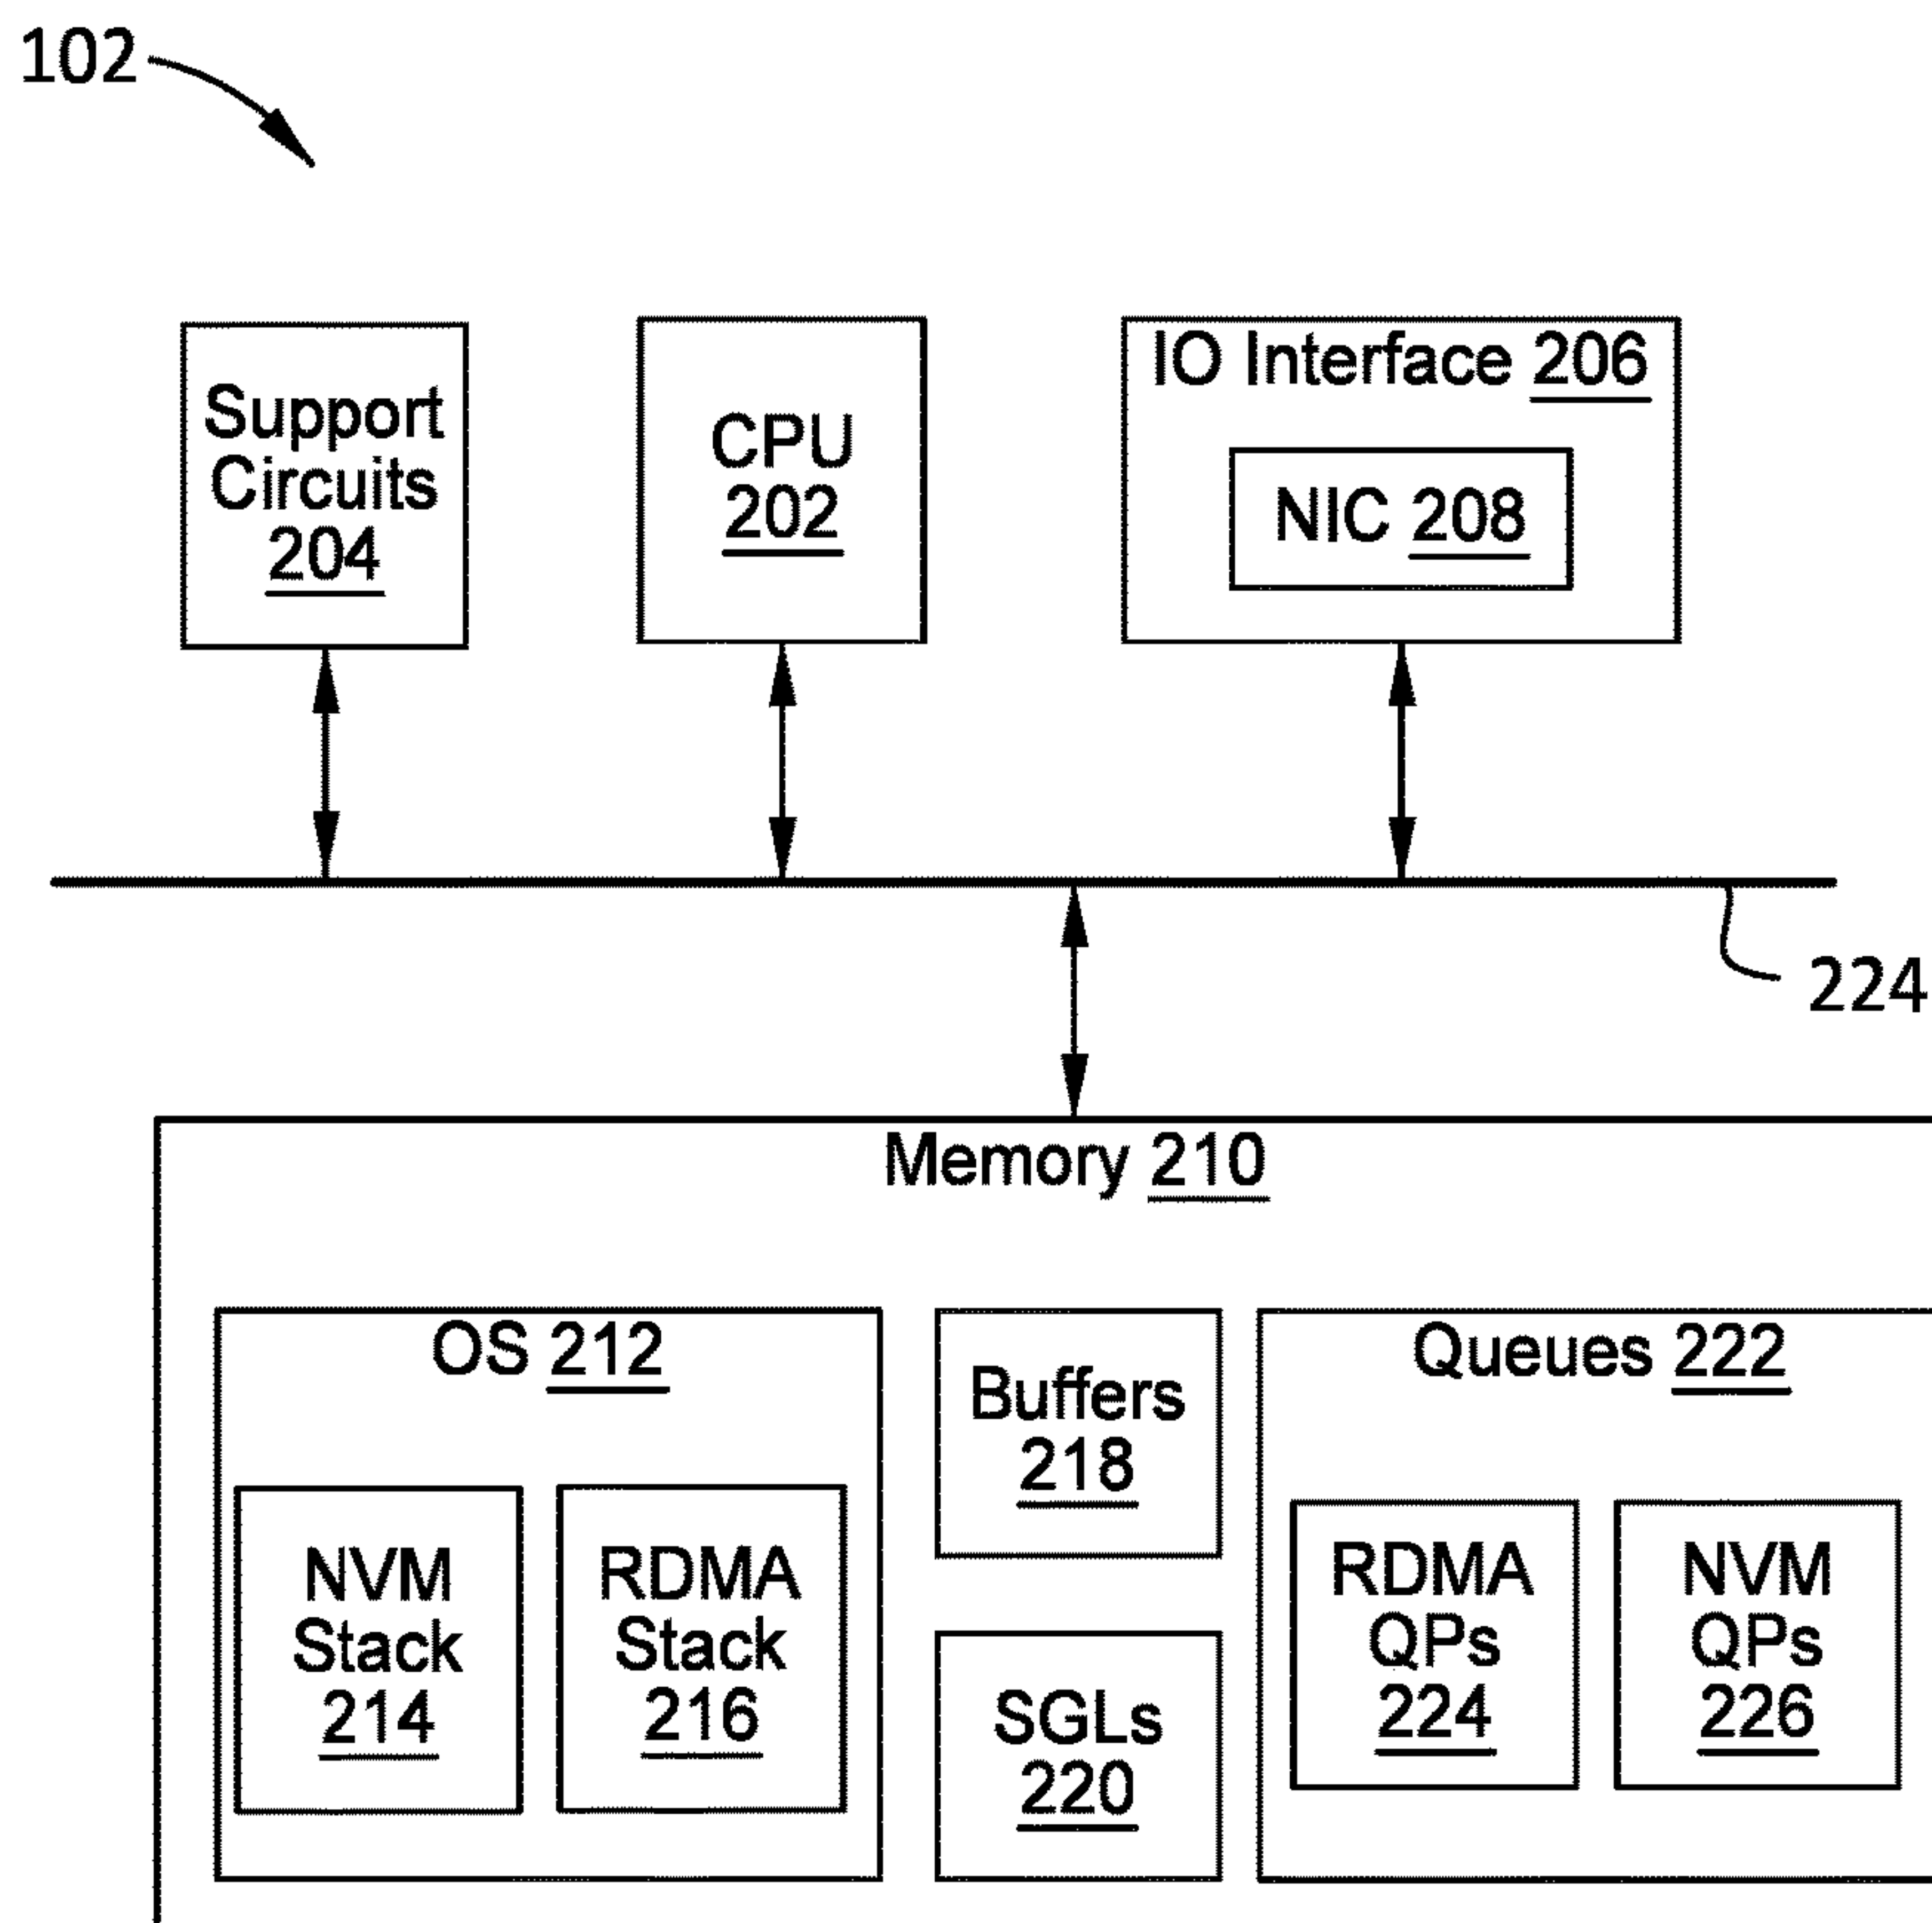 102
Support
Circuits
204
CPU
202
IO Interface 206
NIC 208
224
Memory 210
OS 212
NVM
Stack
214
RDMA
Stack
216
Buffers
218
SGLs
220
Queues 222
RDMA
QPs
224
NVM
QPs
226